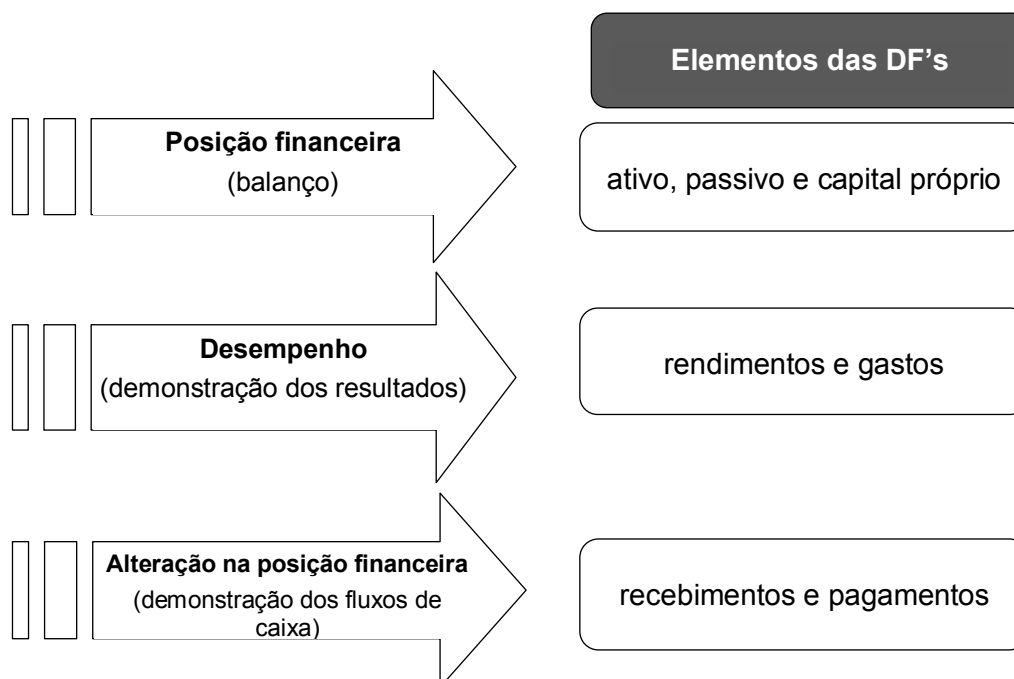 Elementos das DF’s
Posição financeira
(balanço)
ativo, passivo e capital próprio
Desempenho
(demonstração dos resultados)
rendimentos e gastos
Alteração na posição financeira
(demonstração dos fluxos de
caixa)
recebimentos e pagamentos